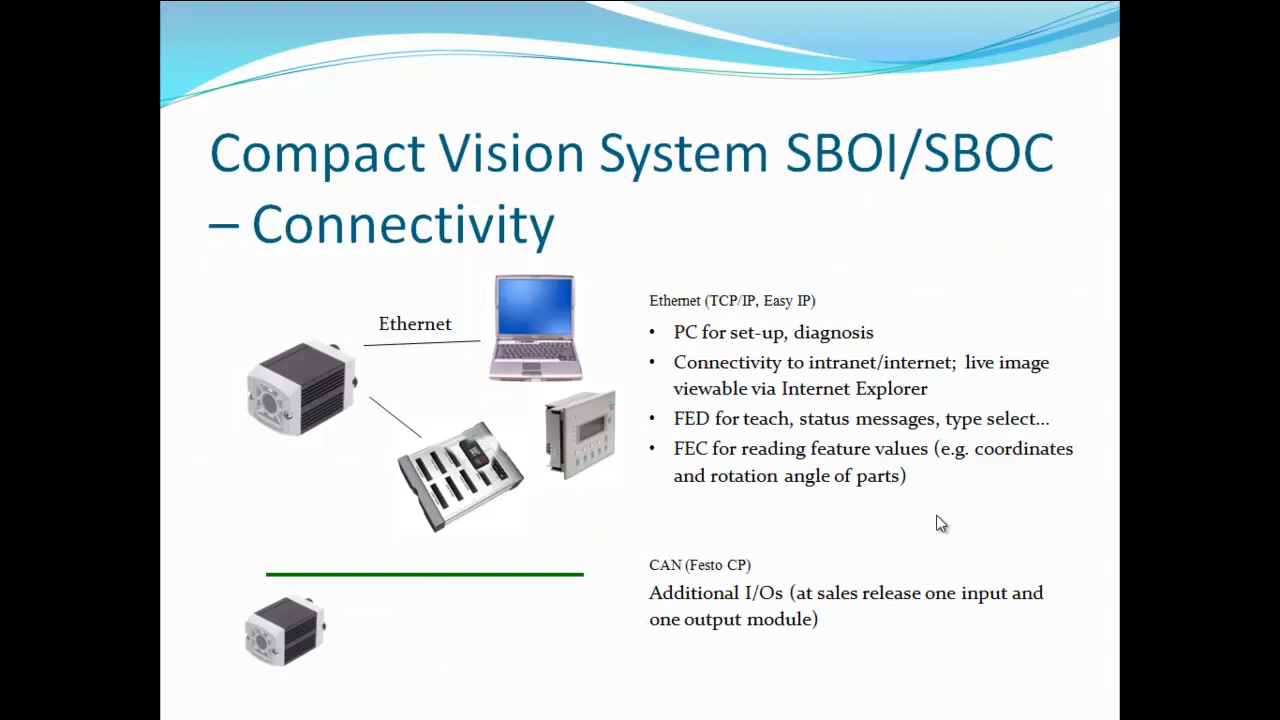 Compact Vision System SBOI/SBOC
– Connectivity
Ethernet
Ethernet (TCP/IP, Easy IP)
• PC for set-up, diagnosis
• Connectivity to intranet/internet; live image
viewable via Internet Explorer
• FED for teach, status messages, type select...
• FEC for reading feature values (e.g. coordinates
and rotation angle of parts)
CAN (Festo CP)
Additional I/Os (at sales release one input and
one output module)